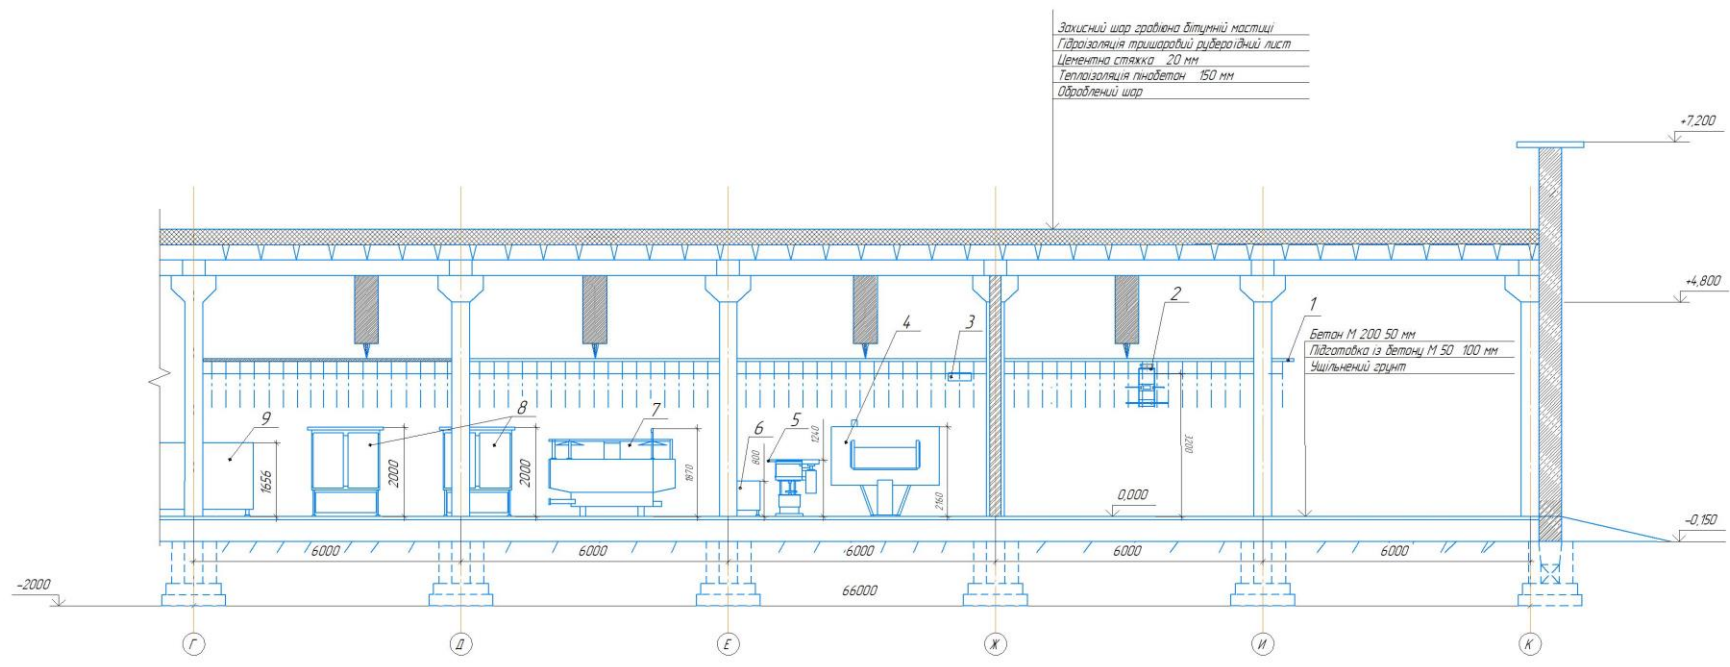 Захисний шар гравіюна бітумній мастиці
Гідроізоляція тришаровий рубероїдний лист
Цементна стяжка 20 мм
Теплоізоляція пінобетон 150 мм
Оброблений шар
+7,200
+4,800
1
2
3
4
Бетон М 200 50 мм
Підготовка із бетону М 50 100 мм
Ущільнений грунт
9
8
7
6
5
1656
2000
2000
1870
800
1240
2160
3200
0,000
-0,150
6000
6000
6000
6000
6000
-2000
66000
Г
Д
Е
Ж
И
К